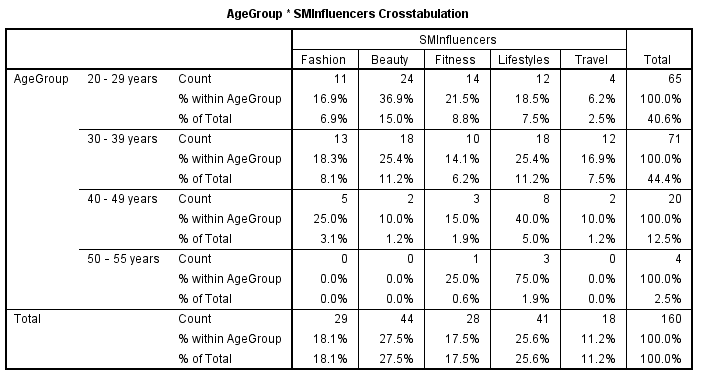 AgeGroup * SMInfluencers Crosstabulation
SMInfluencers
Fashion Beauty Fitness Lifestyles Travel Total
AgeGroup 20 - 29 years Count 11 24 14 12 4 65
% within AgeGroup 16.9% 36.9% 21.5% 18.5% 6.2% 100.0%
% of Total 6.9% 15.0% 8.8% 7.5% 2.5% 40.6%
30 - 39 years Count 13 18 10 18 12 71
% within AgeGroup 18.3% 25.4% 14.1% 25.4% 16.9% 100.0%
% of Total 8.1% 11.2% 6.2% 11.2% 7.5% 44.4%
40 - 49 years Count 5 2 3 8 2 20
% within AgeGroup 25.0% 10.0% 15.0% 40.0% 10.0% 100.0%
% of Total 3.1% 1.2% 1.9% 5.0% 1.2% 12.5%
50 - 55 years Count 0 0 1 3 0 4
% within AgeGroup 0.0% 0.0% 25.0% 75.0% 0.0% 100.0%
% of Total 0.0% 0.0% 0.6% 1.9% 0.0% 2.5%
Total Count 29 44 28 41 18 160
% within AgeGroup 18.1% 27.5% 17.5% 25.6% 11.2% 100.0%
% of Total 18.1% 27.5% 17.5% 25.6% 11.2% 100.0%